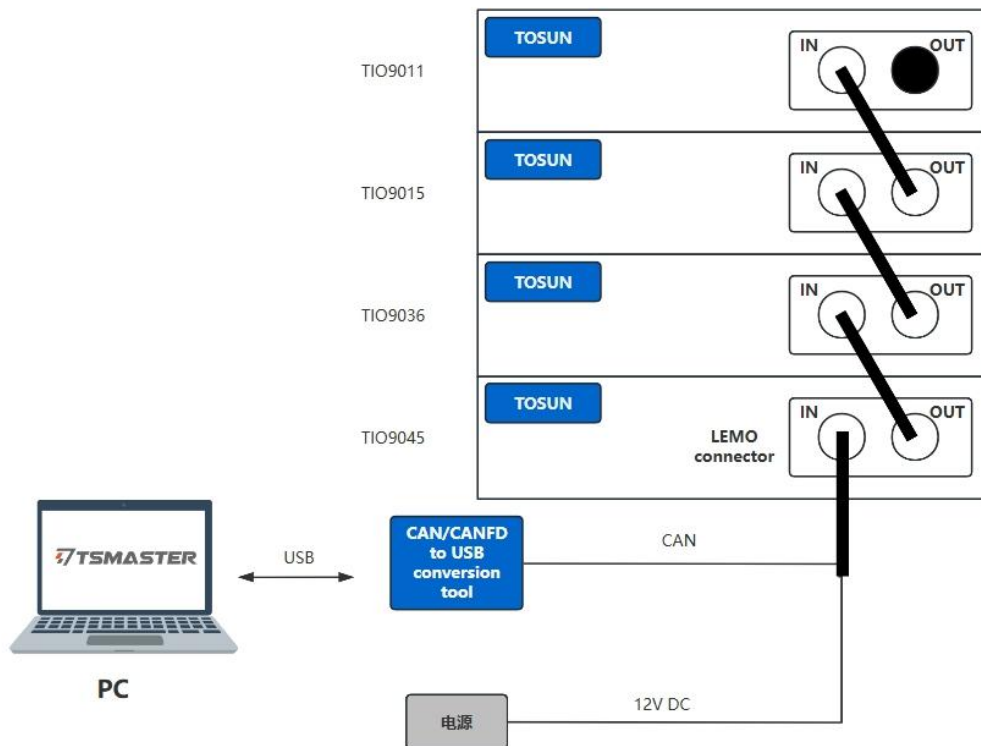 TOSUN
IN
OUT
TIO9011
TOSUN
IN
OUT
TIO9015
TOSUN
IN
OUT
TIO9036
TOSUN
IN
OUT
TIO9045
LEMO
connector
TSMASTER
USB
CAN/CANFD
to USB
conversion
tool
CAN
PC
电源
12V DC